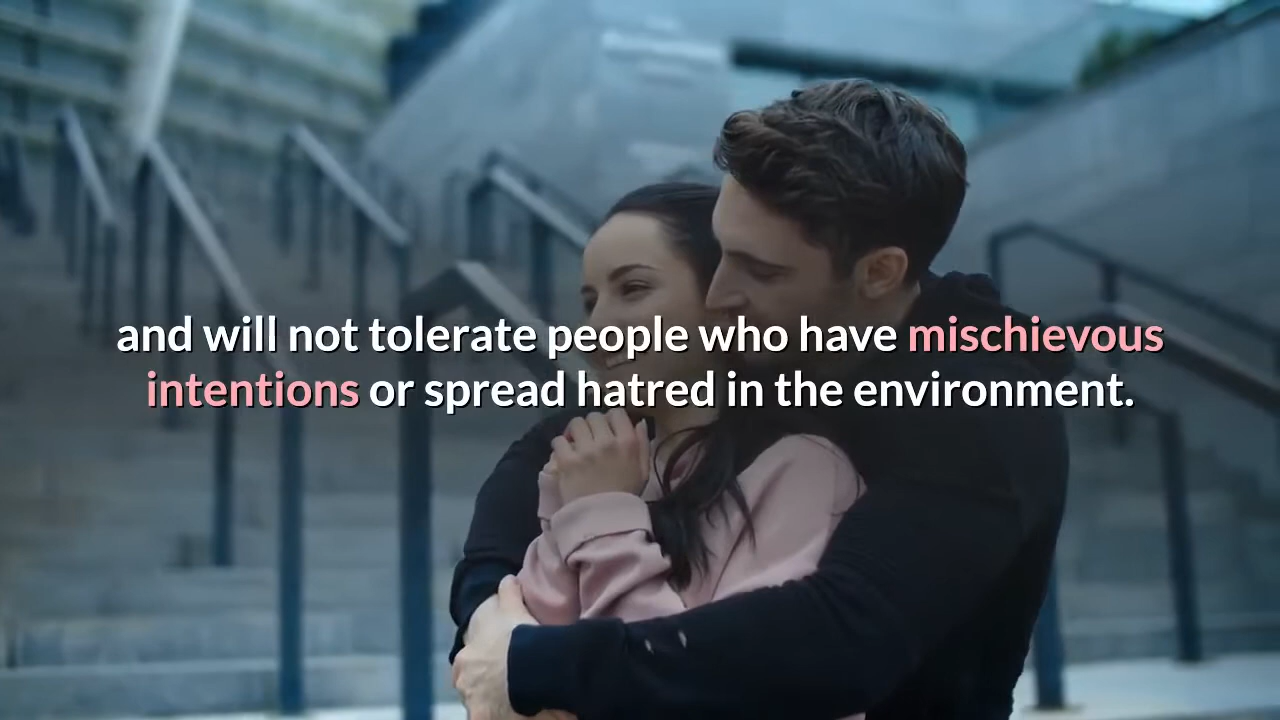 and will not tolerate people who have mischievous
intentions or spread hatred in the environment.